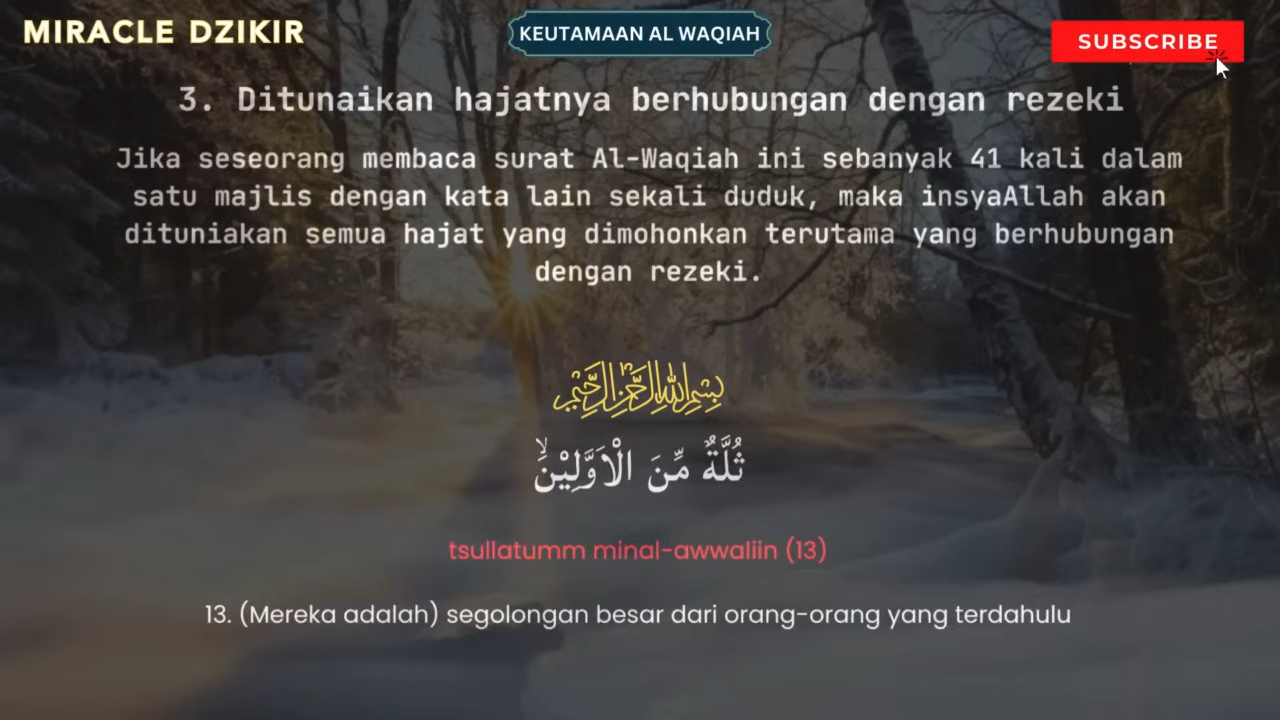 MIRACLE DZIKIR
KEUTAMAAN AL WAQIAH
SUBSCRIBE
3. Ditunaikan hajatnya berhubungan dengan rezeki
Jika seseorang membaca surat Al-Waqiah ini sebanyak 41 kali dalam
satu majlis dengan kata lain sekali duduk, maka insyaAllah akan
dituniakan semua hajat yang dimohonkan terutama yang berhubungan
dengan rezeki.
بِسْمِ اللهِ الرَّحْمٰنِ الرَّحِيْمِ
ثُلَّةٌ مِّنَ الْاَوَّلِيْنَۙ
tsullatumm minal-awwaliin (13)
13. (Mereka adalah) segolongan besar dari orang-orang yang terdahulu